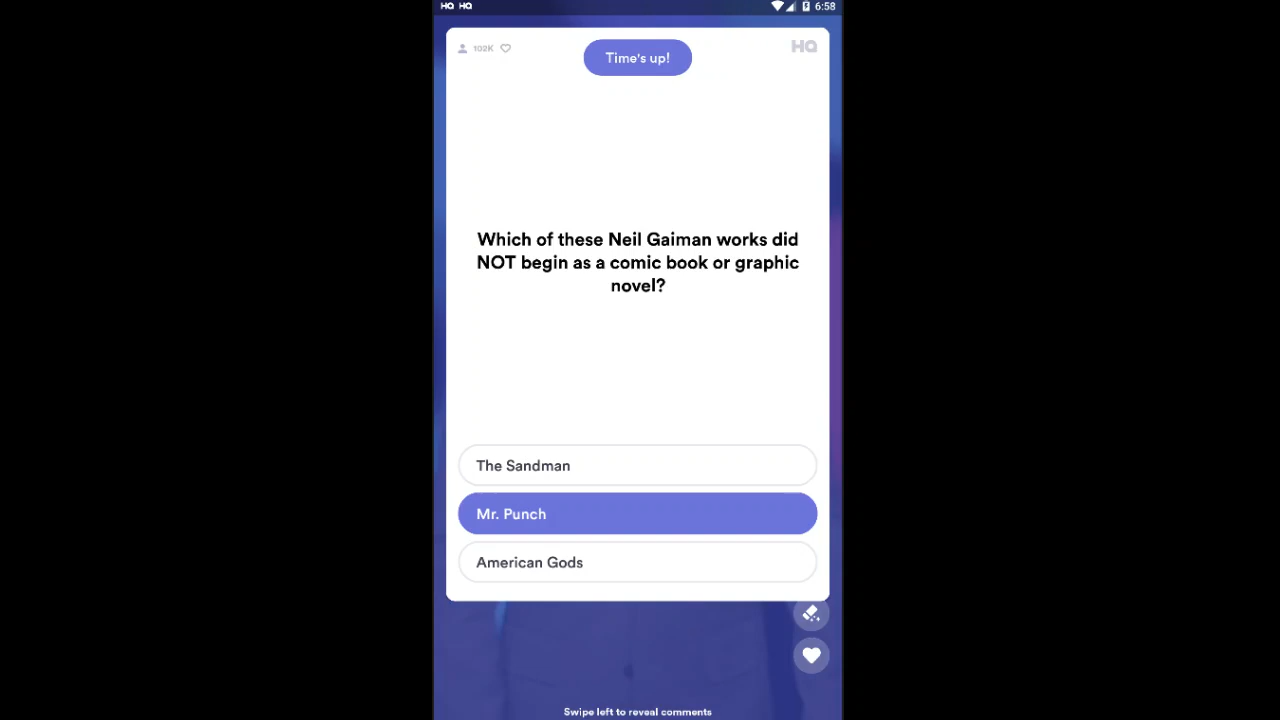 HQ HQ 6:58
102K Time's up! HQ
Which of these Neil Gaiman works did
NOT begin as a comic book or graphic
novel?
The Sandman
Mr. Punch
American Gods
Swipe left to reveal comments